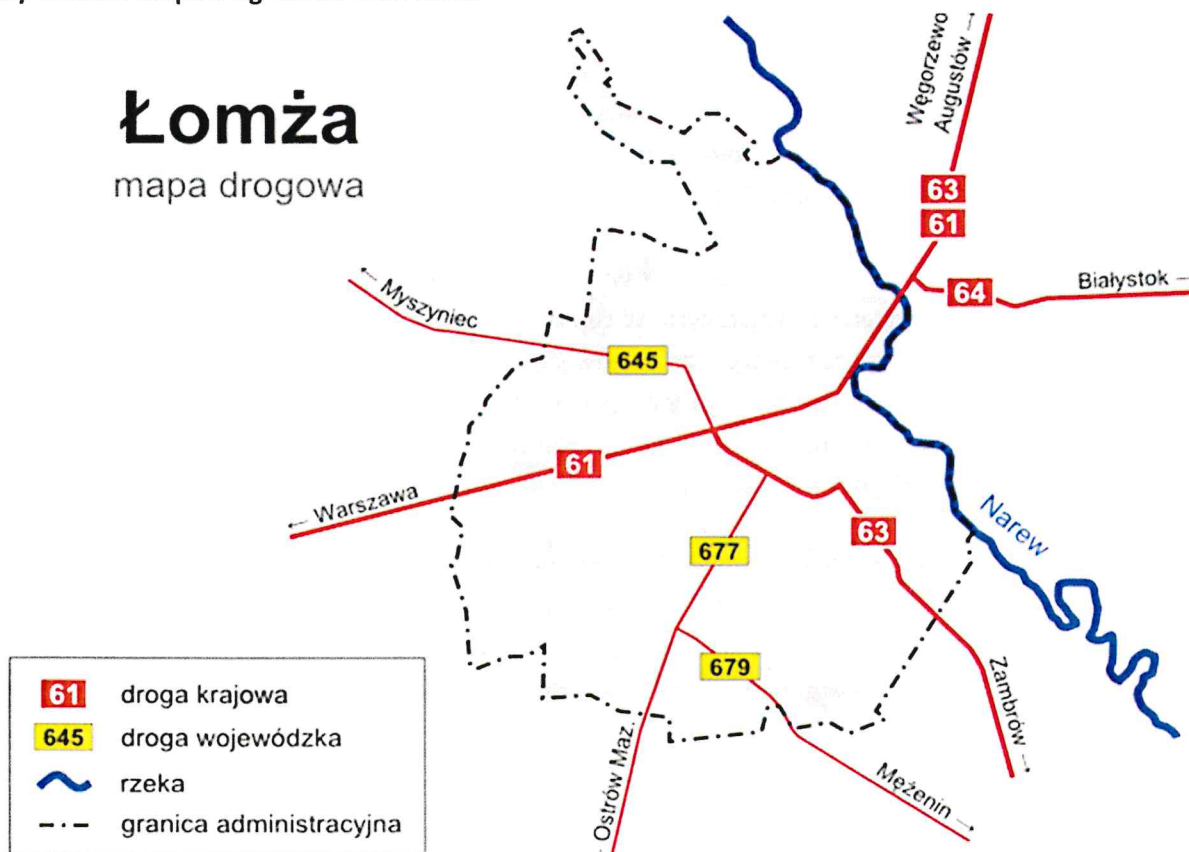 Łomża
mapa drogowa
Węgorzewo
Augustów
63
61
64
Białystok
Myszyniec
645
61
Warszawa
677
63
Narew
679
Zambrów
Ostrów Maz.
Mężenin
61 droga krajowa
645 droga wojewódzka
rzeka
granica administracyjna